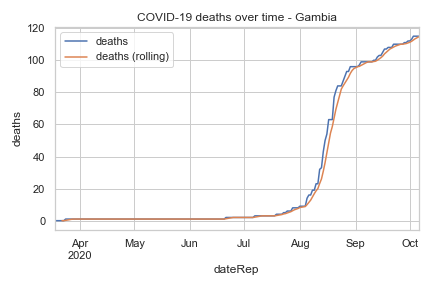 COVID-19 deaths over time - Gambia
120
100
80
60
40
20
0
deaths
deaths
deaths (rolling)
Apr
2020
May
Jun
Jul
Aug
Sep
Oct
dateRep